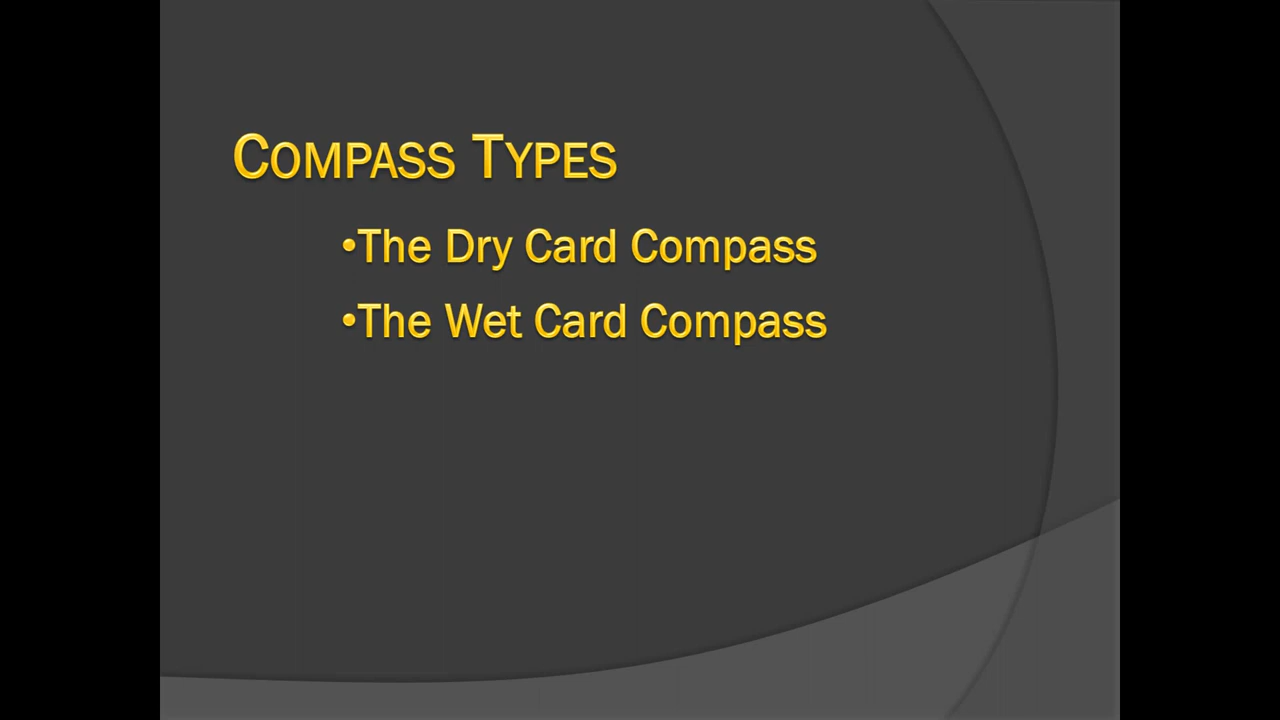 Compass Types
•The Dry Card Compass
•The Wet Card Compass